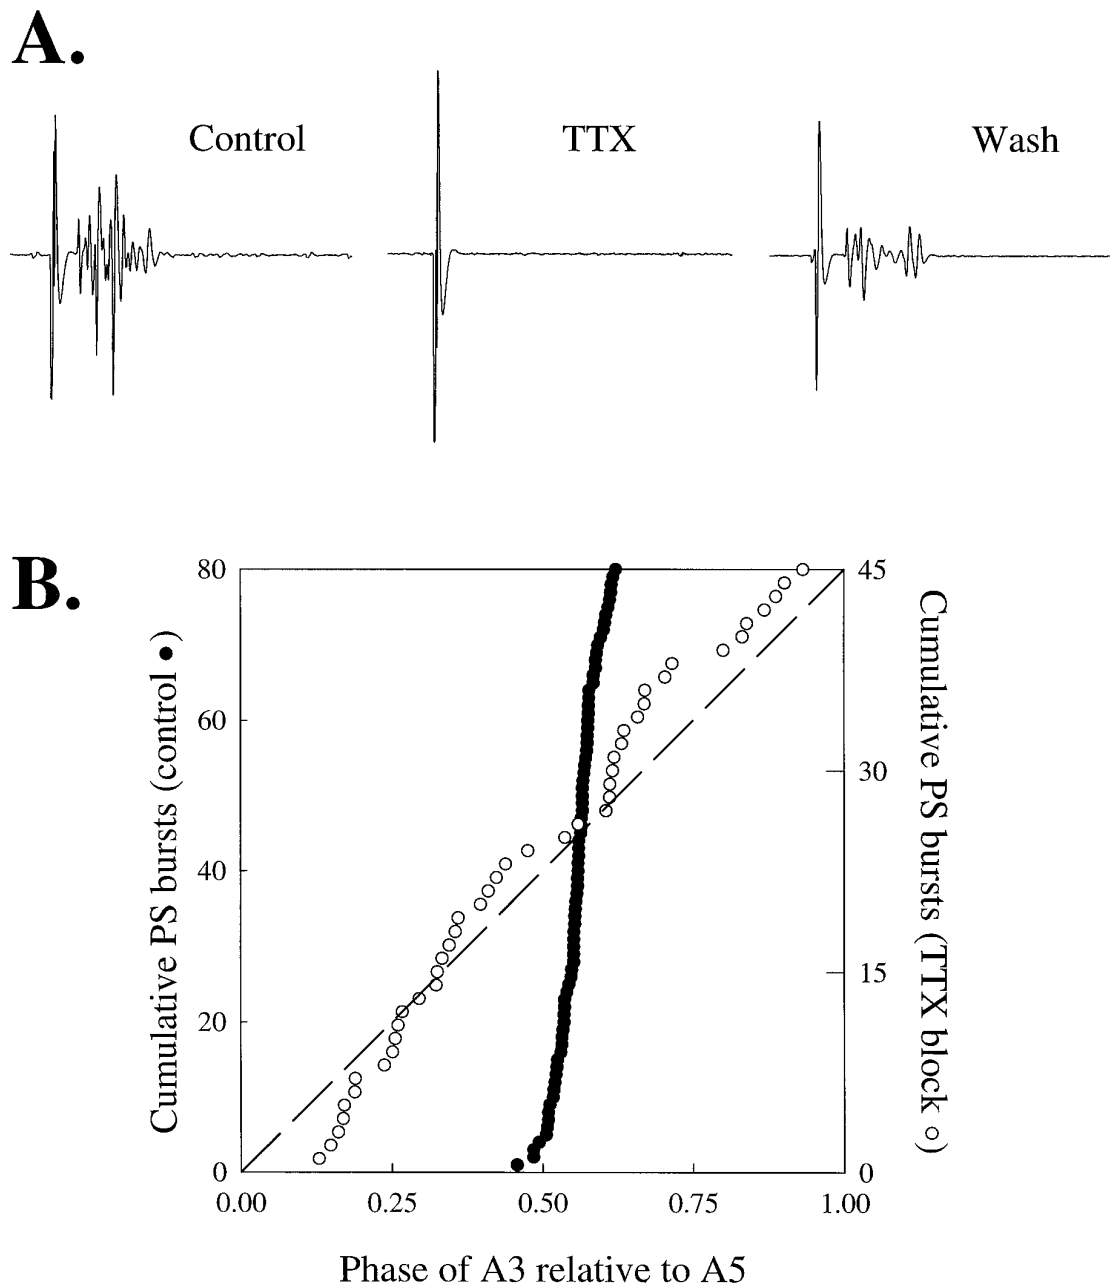 A.
Control
TTX
Wash
B.
80
60
40
20
0
Cumulative PS bursts (control ●)
45
30
15
0
Cumulative PS bursts (TTX block ○)
0.00
0.25
0.50
0.75
1.00
Phase of A3 relative to A5